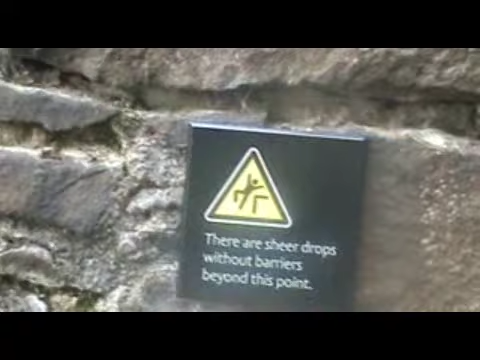 There are sheer drops
without barriers
beyond this point.